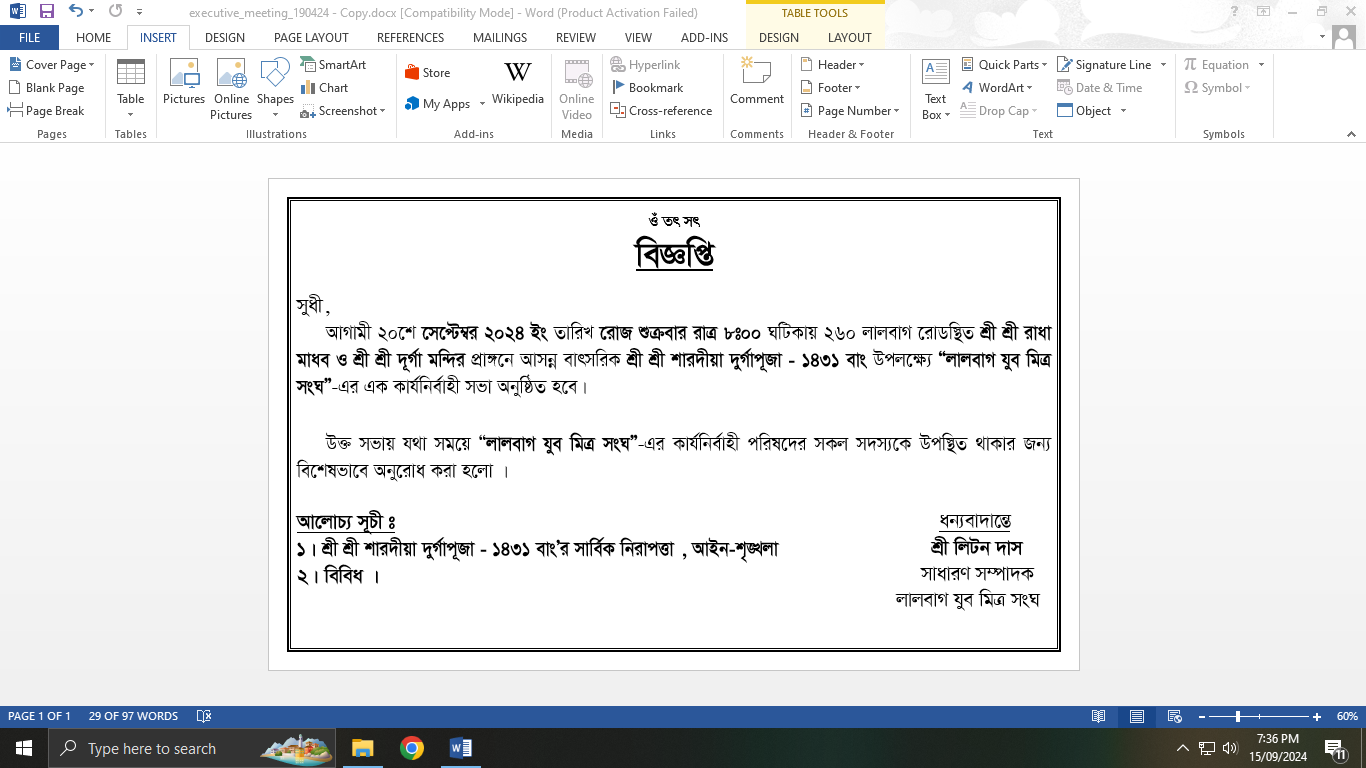 executive_meeting_190424 - Copy.docx [Compatibility Mode] - Word (Product Activation Failed)
TABLE TOOLS
FILE HOME INSERT DESIGN PAGE LAYOUT REFERENCES MAILINGS REVIEW VIEW ADD-INS DESIGN LAYOUT
Cover Page
Blank Page
Page Break
Pages
Table
Tables
Pictures
Online Pictures
Shapes
SmartArt
Chart
Screenshot
Illustrations
Store
My Apps
Wikipedia
Add-ins
Online Video
Media
Hyperlink
Bookmark
Cross-reference
Links
Comment
Comments
Header
Footer
Page Number
Header & Footer
Text Box
Quick Parts
WordArt
Drop Cap
Signature Line
Date & Time
Object
Text
Equation
Symbol
Symbols
ওঁ তৎ সৎ
বিজ্ঞপ্তি
সুধী,
আগামী ২০শে সেপ্টেম্বর ২০২৪ ইং তারিখ রোজ শুক্রবার রাত্র ৮ঃ০০ ঘটিকায় ২৬০ লালবাগ রোডস্থিত শ্রী শ্রী রাধা
মাধব ও শ্রী শ্রী দূর্গা মন্দির প্রাঙ্গনে আসন্ন বাৎসরিক শ্রী শ্রী শারদীয়া দুর্গাপূজা - ১৪৩১ বাং উপলক্ষ্যে “লালবাগ যুব মিত্র
সংঘ”-এর এক কার্যনির্বাহী সভা অনুষ্ঠিত হবে।
উক্ত সভায় যথা সময়ে “লালবাগ যুব মিত্র সংঘ”-এর কার্যনির্বাহী পরিষদের সকল সদস্যকে উপস্থিত থাকার জন্য
বিশেষভাবে অনুরোধ করা হলো ।
আলোচ্য সূচী ঃ
১। শ্রী শ্রী শারদীয়া দুর্গাপূজা - ১৪৩১ বাং’র সার্বিক নিরাপত্তা , আইন-শৃঙ্খলা
২। বিবিধ ।
ধন্যবাদান্তে
শ্রী লিটন দাস
সাধারণ সম্পাদক
লালবাগ যুব মিত্র সংঘ
PAGE 1 OF 1 29 OF 97 WORDS 60%
Type here to search
7:36 PM
15/09/2024
11